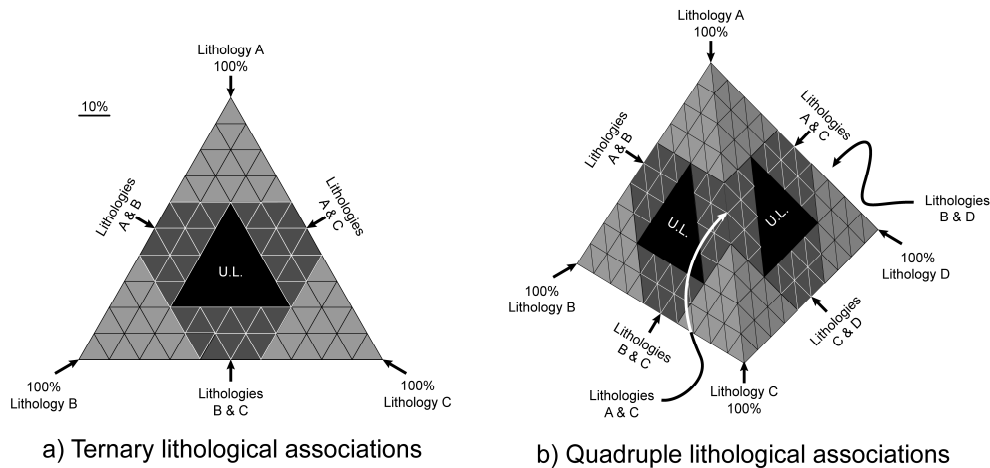 Lithology A
100%
10%
Lithologies
A & B
Lithologies
A & C
U.L.
100%
Lithology B
Lithologies
B & C
100%
Lithology C
a) Ternary lithological associations
Lithology A
100%
Lithologies
A & B
Lithologies
A & C
Lithologies
B & D
U.L.
U.L.
100%
Lithology D
100%
Lithology B
Lithologies
B & C
Lithologies
C & D
Lithologies
A & C
Lithology C
100%
b) Quadruple lithological associations